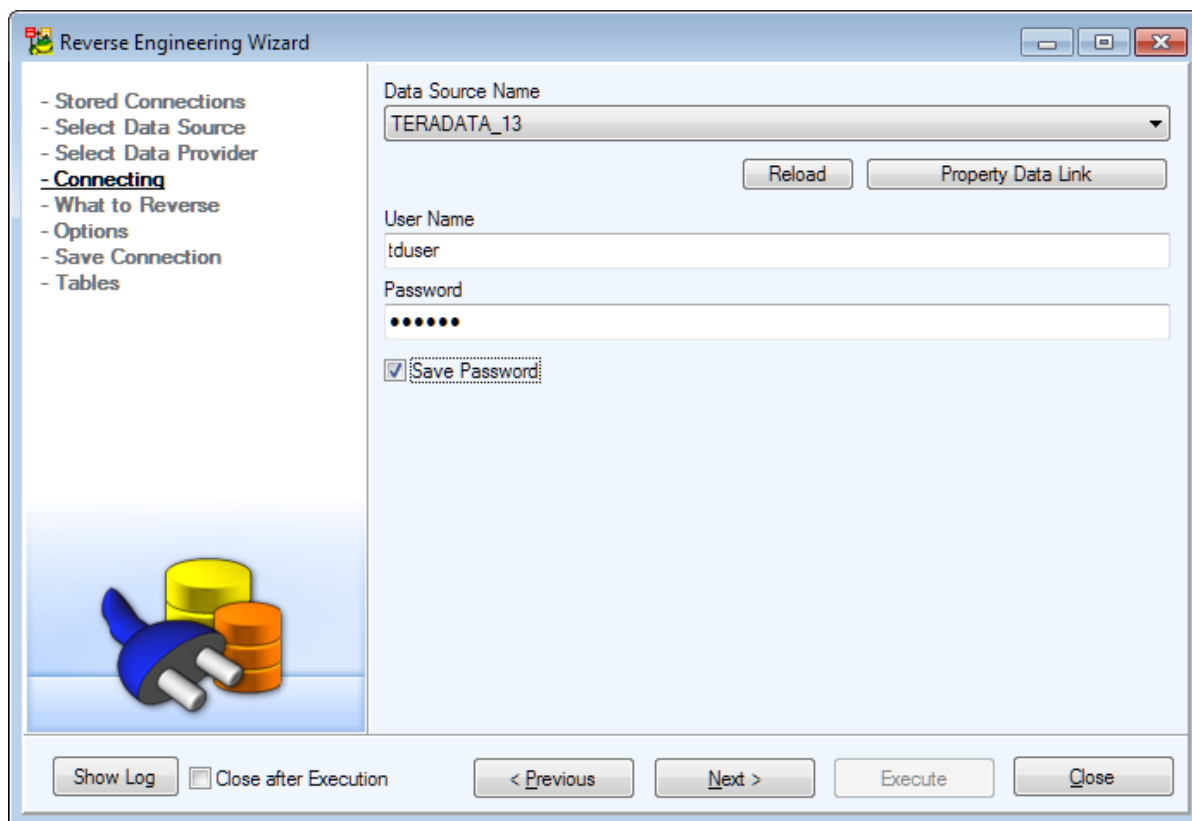 Reverse Engineering Wizard
- Stored Connections
- Select Data Source
- Select Data Provider
- Connecting
- What to Reverse
- Options
- Save Connection
- Tables
Data Source Name
TERADATA_13
Reload
Property Data Link
User Name
tduser
Password
••••••
Save Password
Show Log
Close after Execution
< Previous
Next >
Execute
Close